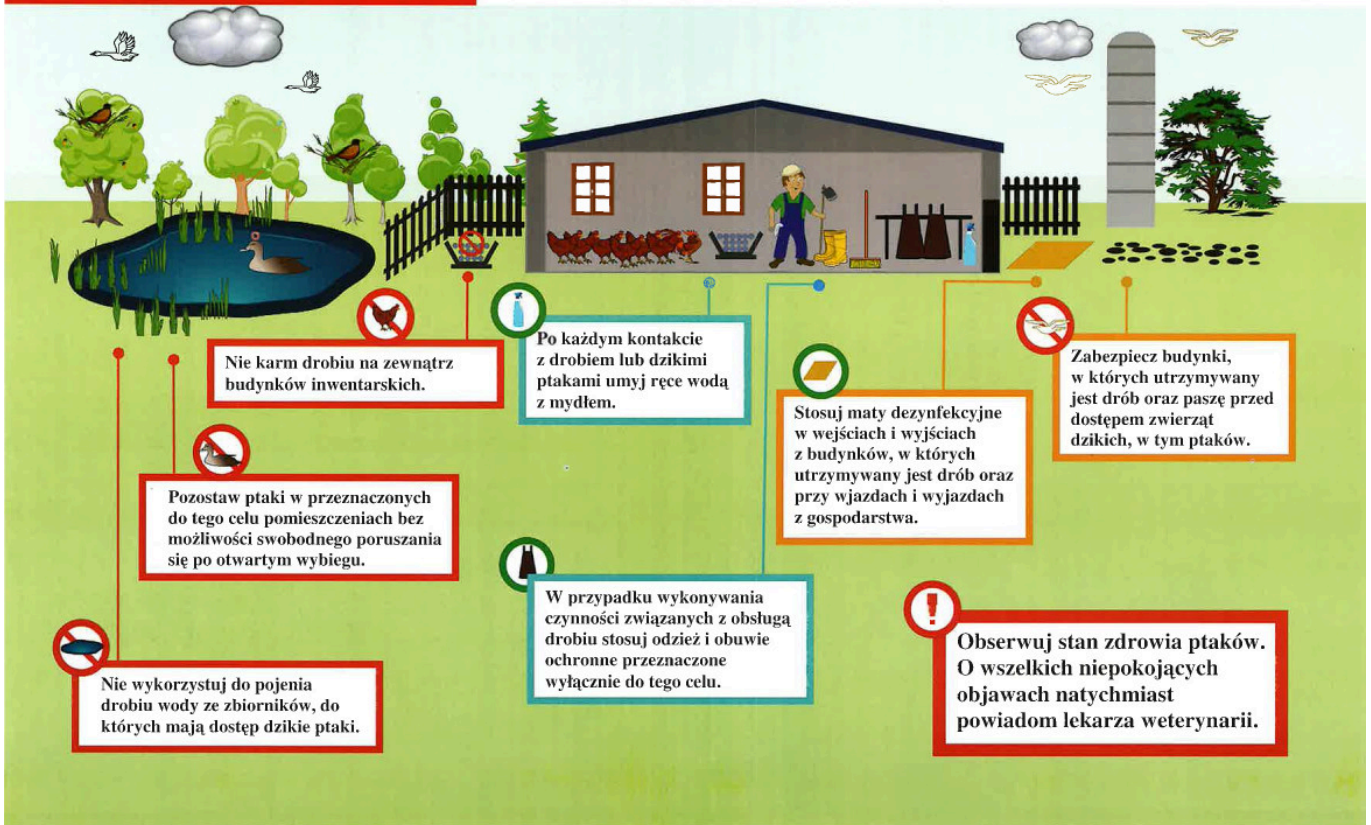 Nie karm drobiu na zewnątrz
budynków inwentarskich.
Po każdym kontakcie
z drobiem lub dzikimi
ptakami umyj ręce wodą
z mydłem.
Stosuj maty dezynfekcyjne
w wejściach i wyjściach
z budynków, w których
utrzymywany jest drób oraz
przy wjazdach i wyjazdach
z gospodarstwa.
Zabezpiecz budynki,
w których utrzymywany
jest drób oraz paszę przed
dostępem zwierząt
dzikich, w tym ptaków.
Pozostaw ptaki w przeznaczonych
do tego celu pomieszczeniach bez
możliwości swobodnego poruszania
się po otwartym wybiegu.
W przypadku wykonywania
czynności związanych z obsługą
drobiu stosuj odzież i obuwie
ochronne przeznaczone
wyłącznie do tego celu.
Nie wykorzystuj do pojenia
drobiu wody ze zbiorników, do
których mają dostęp dzikie ptaki.
Obserwuj stan zdrowia ptaków.
O wszelkich niepokojących
objawach natychmiast
powiadom lekarza weterynarii.